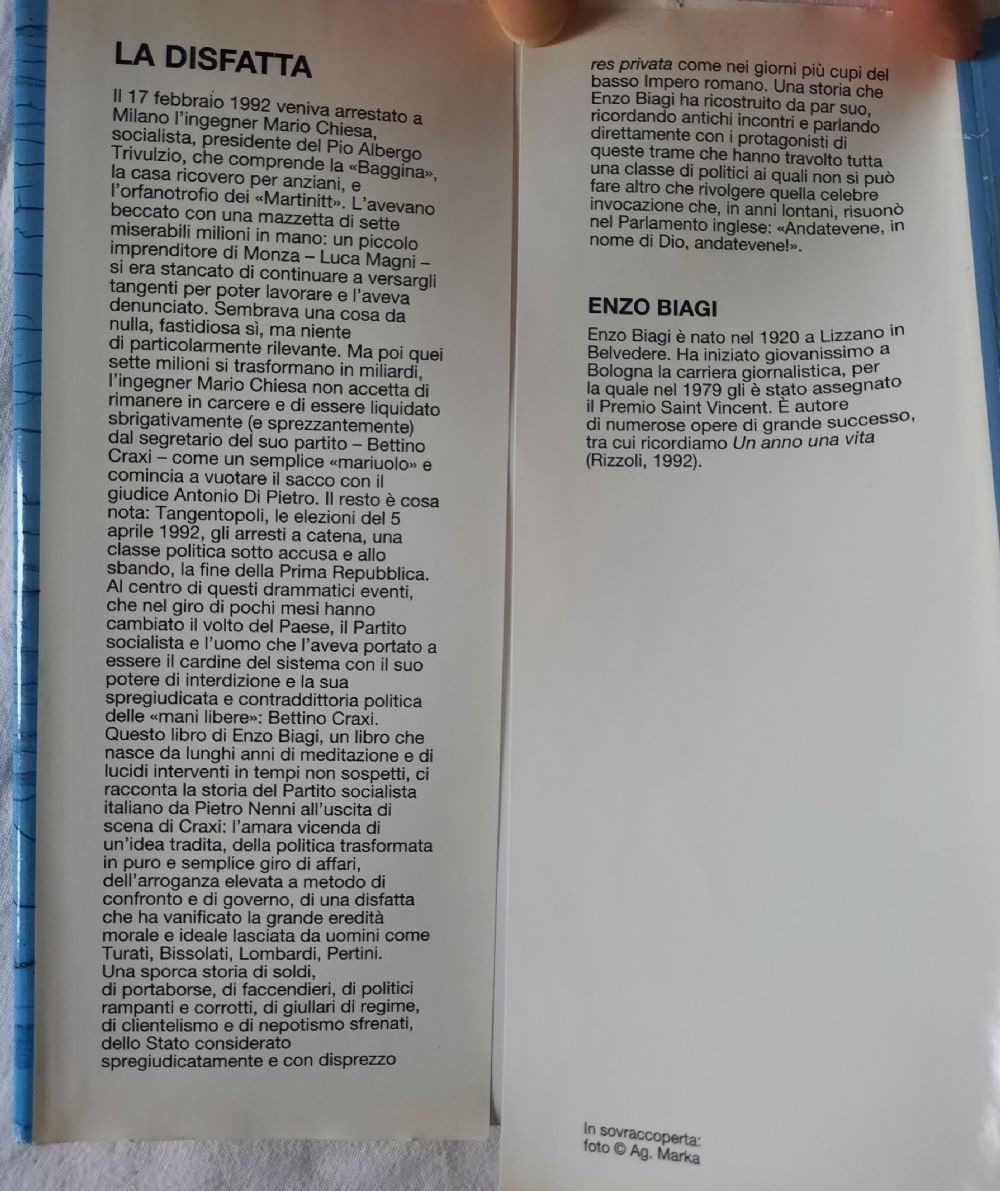 LA DISFATTA
Il 17 febbraio 1992 veniva arrestato a
Milano l'ingegner Mario Chiesa,
socialista, presidente del Pio Albergo
Trivulzio, che comprende la «Baggina»,
la casa ricovero per anziani, e
l'orfanotrofio dei «Martinitt». L'avevano
beccato con una mazzetta di sette
miserabili milioni in mano: un piccolo
imprenditore di Monza – Luca Magni –
si era stancato di continuare a versargli
tangenti per poter lavorare e l'aveva
denunciato. Sembrava una cosa da
nulla, fastidiosa sì, ma niente
di particolarmente rilevante. Ma poi quei
sette milioni si trasformano in miliardi,
l'ingegner Mario Chiesa non accetta di
rimanere in carcere e di essere liquidato
sbrigativamente (e sprezzantemente)
dal segretario del suo partito – Bettino
Craxi – come un semplice «mariuolo» e
comincia a vuotare il sacco con il
giudice Antonio Di Pietro. Il resto è cosa
nota: Tangentopoli, le elezioni del 5
aprile 1992, gli arresti a catena, una
classe politica sotto accusa e allo
sbando, la fine della Prima Repubblica.
Al centro di questi drammatici eventi,
che nel giro di pochi mesi hanno
cambiato il volto del Paese, il Partito
socialista e l'uomo che l'aveva portato a
essere il cardine del sistema con il suo
potere di interdizione e la sua
spregiudicata e contraddittoria politica
delle «mani libere»: Bettino Craxi.
Questo libro di Enzo Biagi, un libro che
nasce da lunghi anni di meditazione e di
lucidi interventi in tempi non sospetti, ci
racconta la storia del Partito socialista
italiano da Pietro Nenni all'uscita di
scena di Craxi: l'amara vicenda di
un'idea tradita, della politica trasformata
in puro e semplice giro di affari,
dell'arroganza elevata a metodo di
confronto e di governo, di una disfatta
che ha vanificato la grande eredità
morale e ideale lasciata da uomini come
Turati, Bissolati, Lombardi, Pertini.
Una sporca storia di soldi,
di portaborse, di faccendieri, di politici
rampanti e corrotti, di giullari di regime,
di clientelismo e di nepotismo sfrenati,
dello Stato considerato
spregiudicatamente e con disprezzo
res privata come nei giorni più cupi del
basso Impero romano. Una storia che
Enzo Biagi ha ricostruito da par suo,
ricordando antichi incontri e parlando
direttamente con i protagonisti di
queste trame che hanno travolto tutta
una classe di politici ai quali non si può
fare altro che rivolgere quella celebre
invocazione che, in anni lontani, risuonò
nel Parlamento inglese: «Andatevene, in
nome di Dio, andatevene!».
ENZO BIAGI
Enzo Biagi è nato nel 1920 a Lizzano in
Belvedere. Ha iniziato giovanissimo a
Bologna la carriera giornalistica, per
la quale nel 1979 gli è stato assegnato
il Premio Saint Vincent. È autore
di numerose opere di grande successo,
tra cui ricordiamo Un anno una vita
(Rizzoli, 1992).
In sovraccoperta:
foto © Ag. Marka